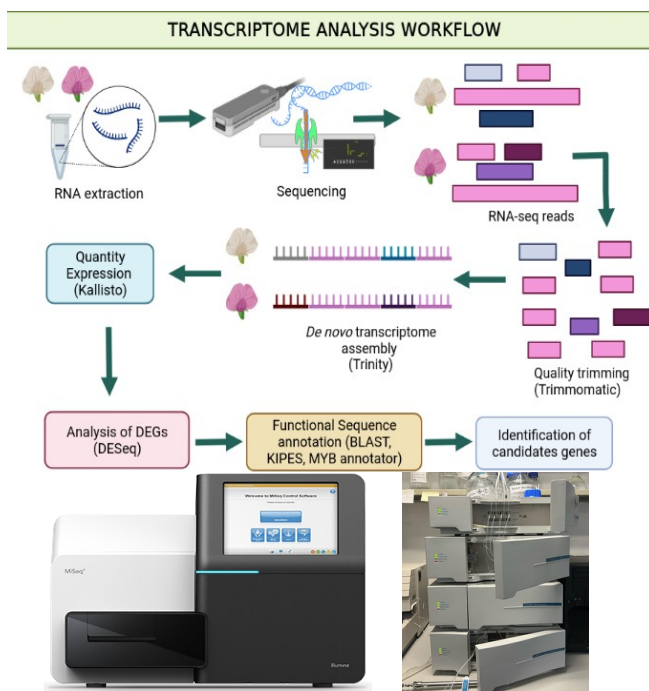 TRANSCRIPTOME ANALYSIS WORKFLOW
RNA extraction
Sequencing
RNA-seq reads
Quality trimming
(Trimmomatic)
De novo transcriptome
assembly
(Trinity)
Quantity
Expression
(Kallisto)
Analysis of DEGs
(DESeq)
Functional Sequence
annotation (BLAST,
KIPES, MYB annotator)
Identification of
candidates genes
Welcome to MiSeq Control Software
MiSeq
illumina